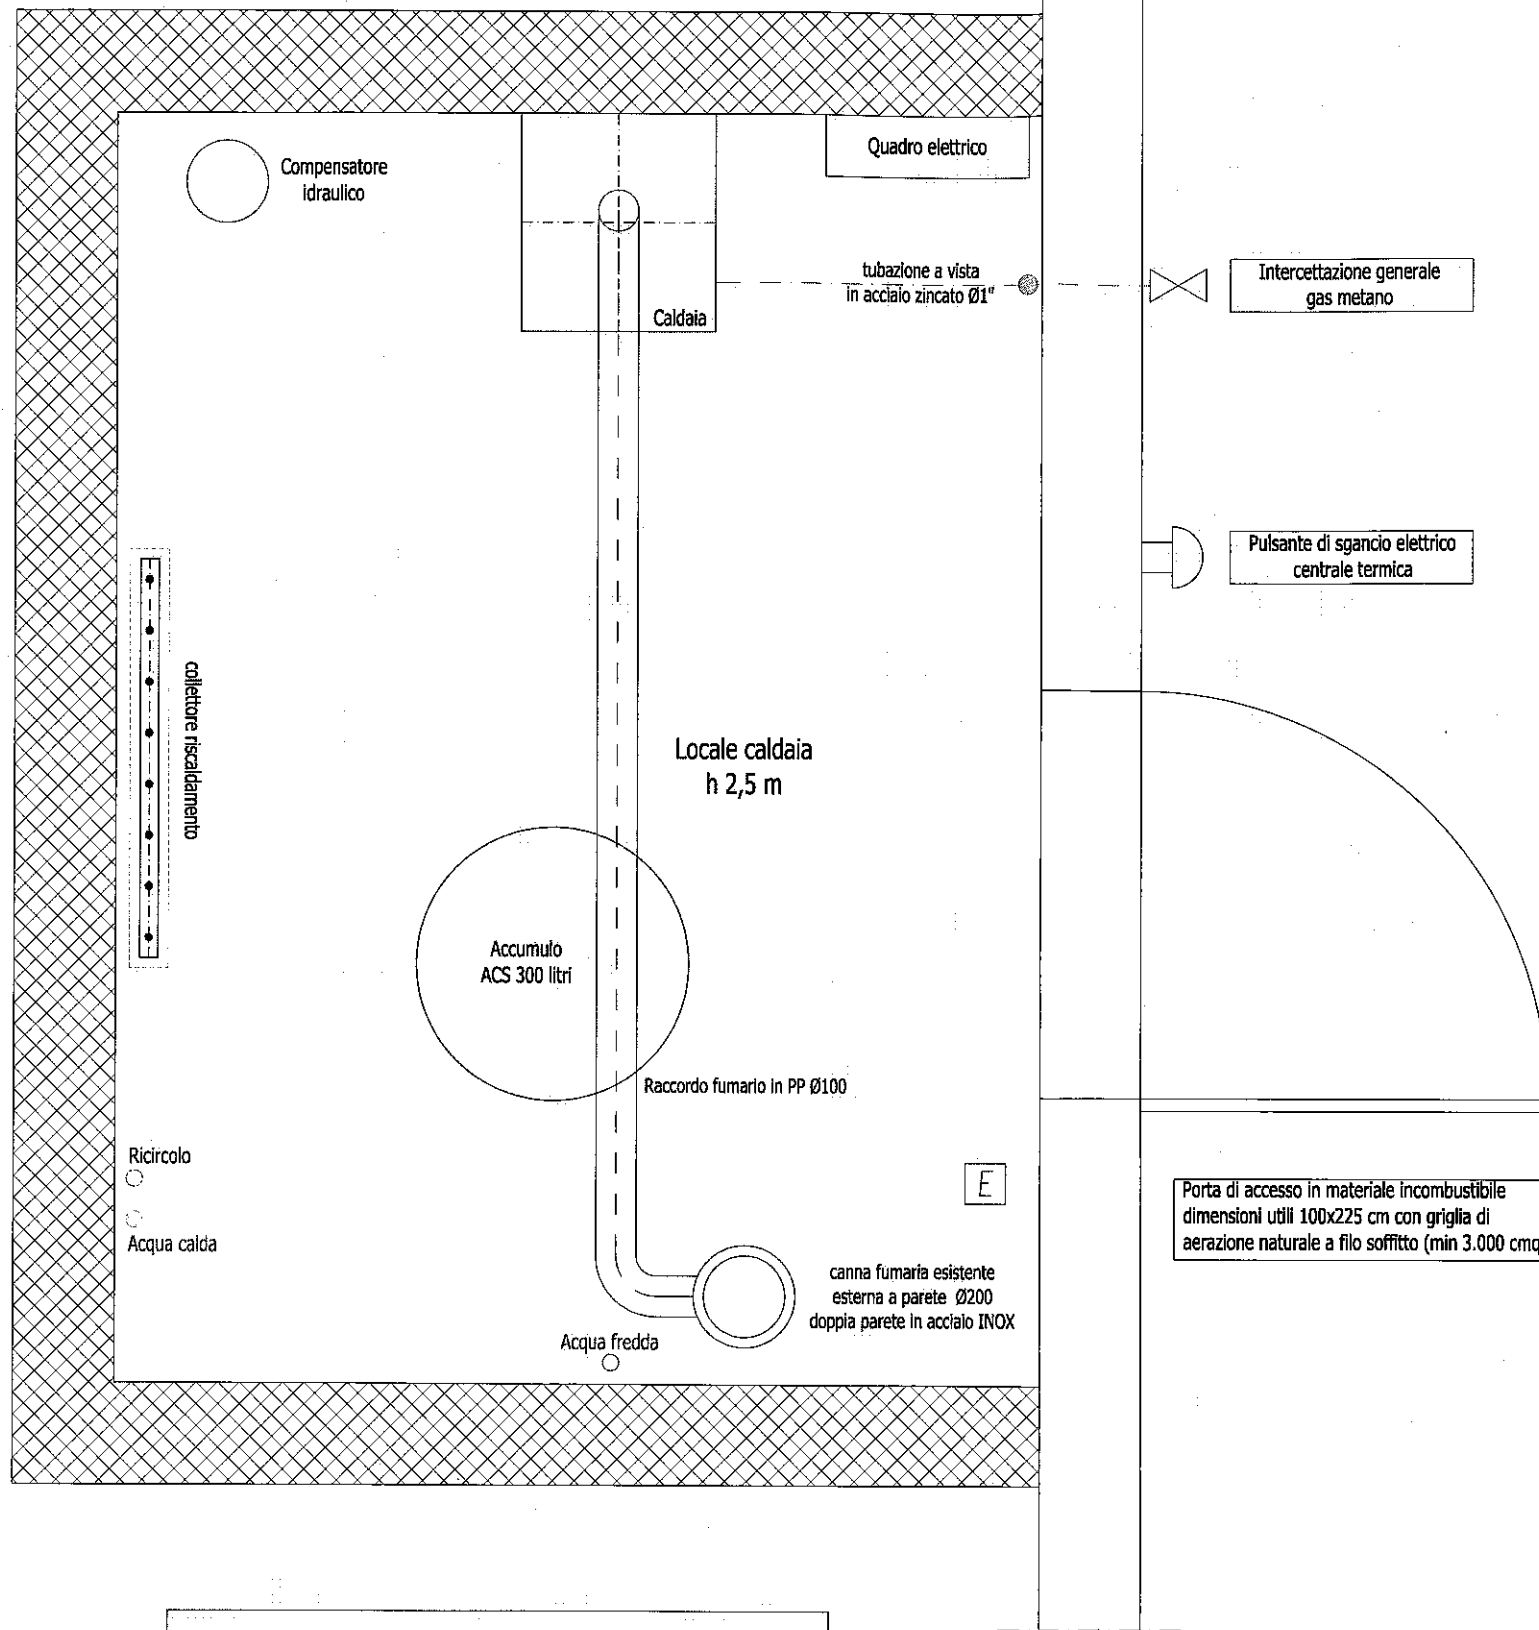 Quadro elettrico
Compensatore
idraulico
tubazione a vista
in acciaio zincato Ø1"
Intercettazione generale
gas metano
Caldaia
Pulsante di sgancio elettrico
centrale termica
collettore riscaldamento
Locale caldaia
h 2,5 m
Accumulo
ACS 300 litri
Raccordo fumario in PP Ø100
Ricircolo
E
Porta di accesso in materiale incombustibile
dimensioni utili 100x225 cm con griglia di
aerazione naturale a filo soffitto (min 3.000 cmq
Acqua calda
canna fumaria esistente
esterna a parete Ø200
doppia parete in acciaio INOX
Acqua fredda